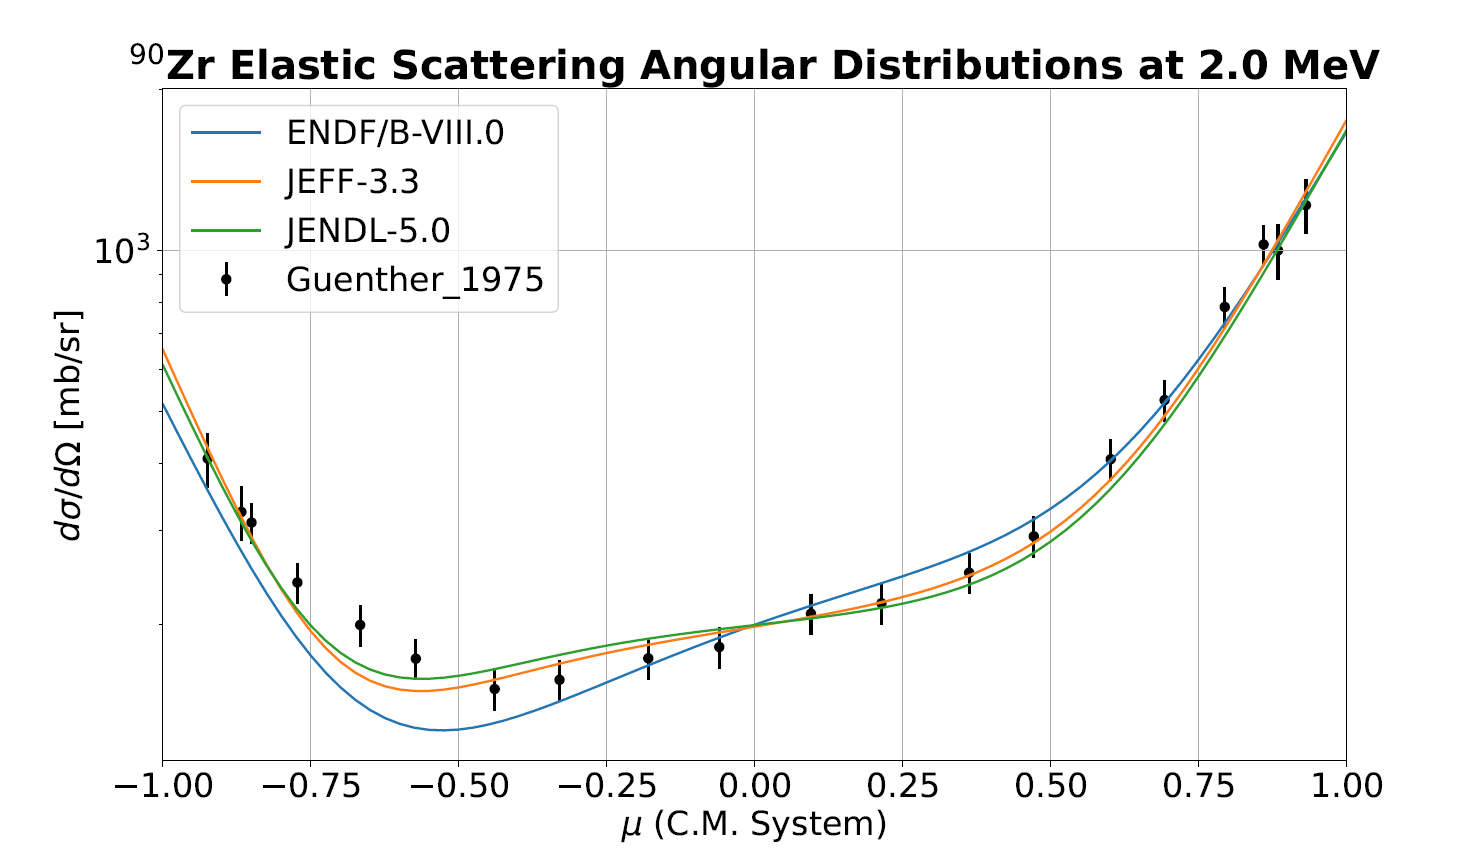 ⁹⁰Zr Elastic Scattering Angular Distributions at 2.0 MeV
ENDF/B-VIII.0
JEFF-3.3
JENDL-5.0
Guenther_1975
10³
dσ/dΩ [mb/sr]
−1.00 −0.75 −0.50 −0.25 0.00 0.25 0.50 0.75 1.00
μ (C.M. System)